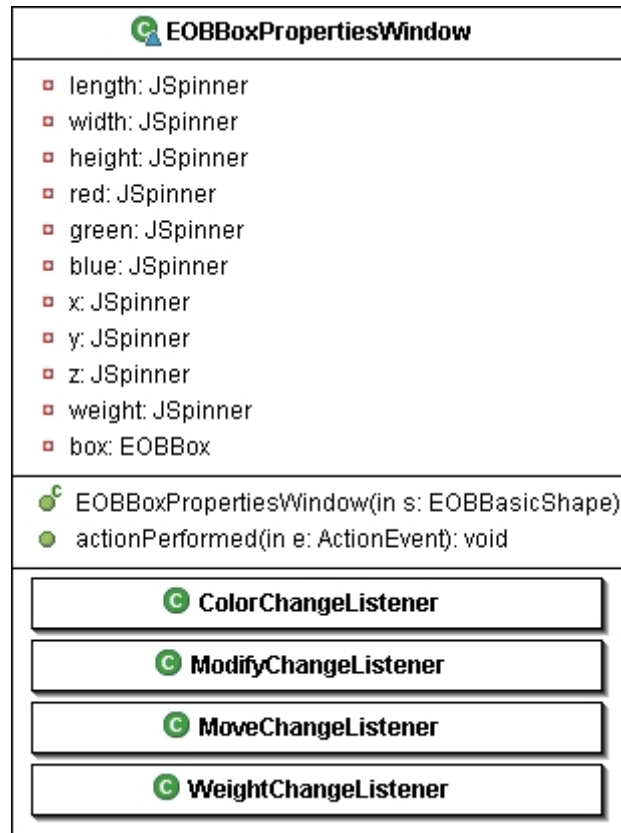 EOBBoxPropertiesWindow
length: JSpinner
width: JSpinner
height: JSpinner
red: JSpinner
green: JSpinner
blue: JSpinner
x: JSpinner
y: JSpinner
z: JSpinner
weight: JSpinner
box: EOBBox
EOBBoxPropertiesWindow(in s: EOBBasicShape)
actionPerformed(in e: ActionEvent): void
ColorChangeListener
ModifyChangeListener
MoveChangeListener
WeightChangeListener